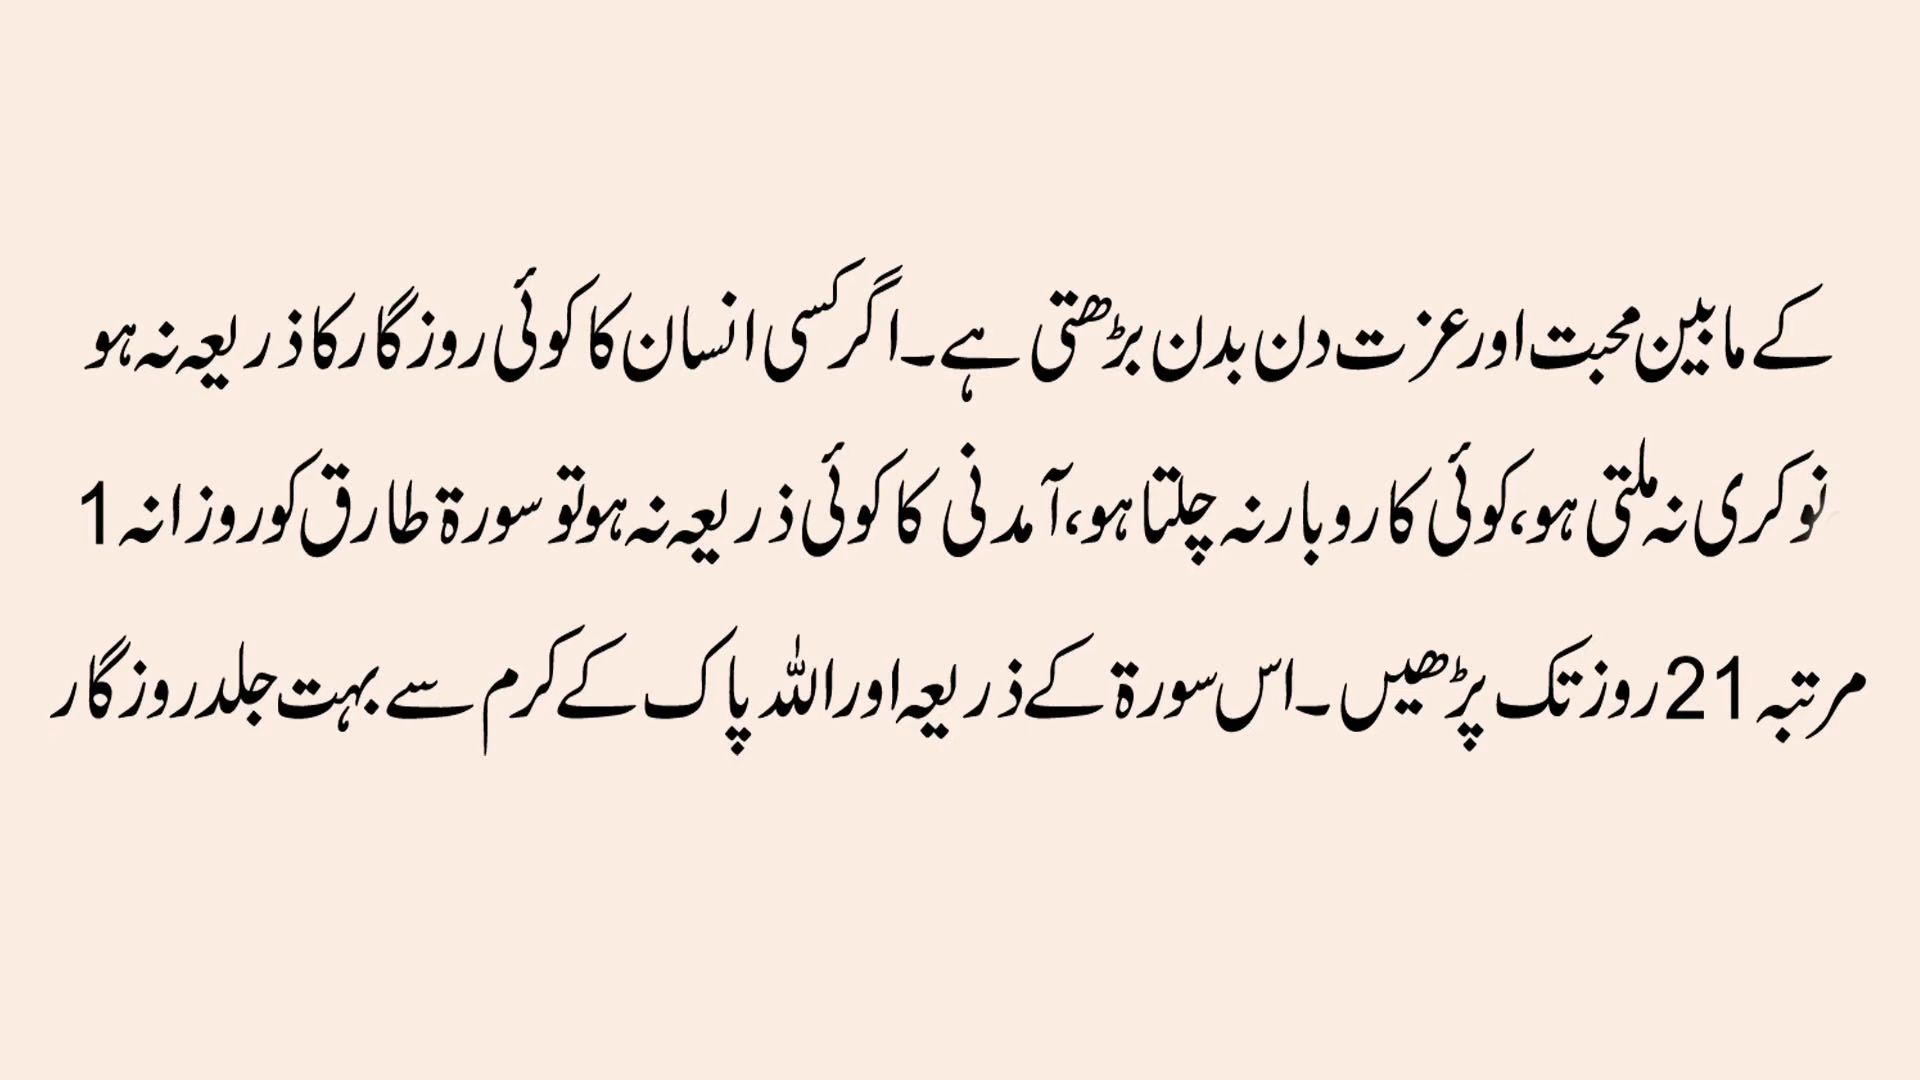 کے مابین محبت اور عزت دن بدن بڑھتی ہے۔ اگر کسی انسان کا کوئی روزگار کا ذریعہ نہ ہو
نوکری نہ ملتی ہو، کوئی کاروبار نہ چلتا ہو، آمدنی کا کوئی ذریعہ نہ ہو تو سورۃ طارق کو روزانہ 1
مرتبہ 21 روز تک پڑھیں۔ اس سورۃ کے ذریعہ اور اللہ پاک کے کرم سے بہت جلد روزگار